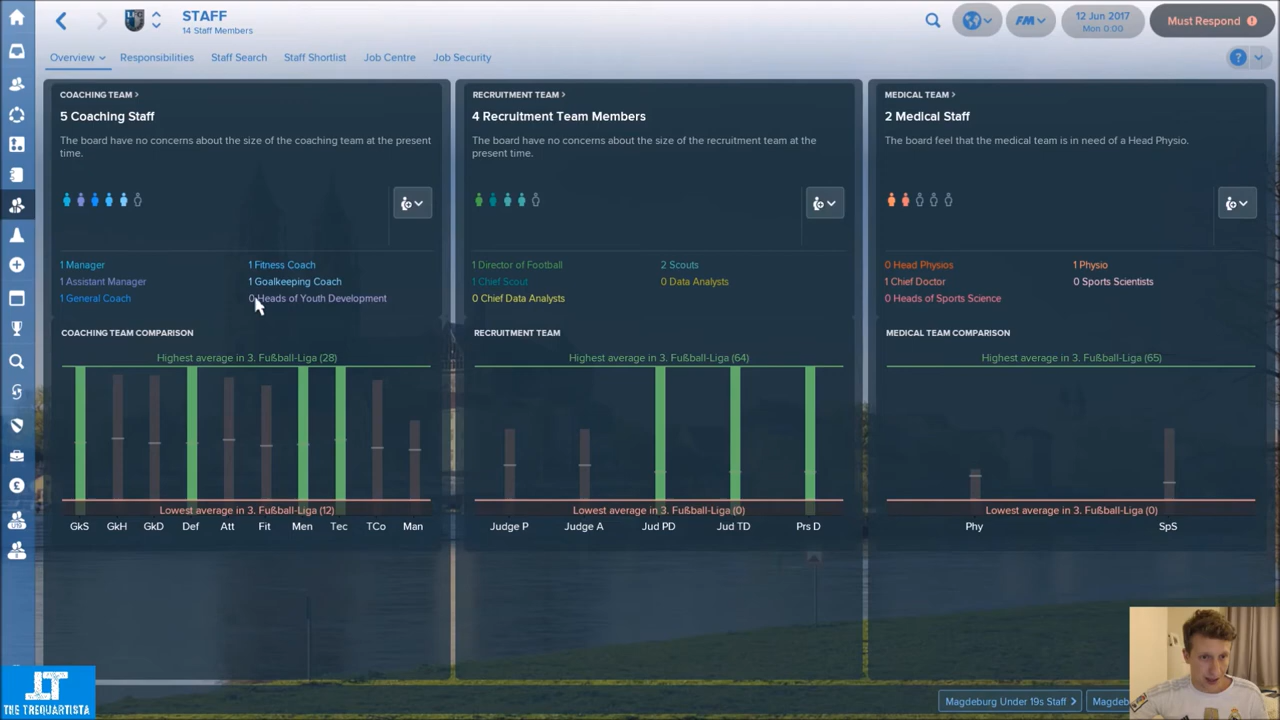 STAFF
14 Staff Members
FM
12 Jun 2017
Mon 0:00
Must Respond
Overview
Responsibilities
Staff Search
Staff Shortlist
Job Centre
Job Security
?
COACHING TEAM >
5 Coaching Staff
The board have no concerns about the size of the coaching team at the present
time.
1 Manager
1 Fitness Coach
1 Assistant Manager
1 Goalkeeping Coach
1 General Coach
0 Heads of Youth Development
COACHING TEAM COMPARISON
Highest average in 3. Fußball-Liga (28)
Lowest average in 3. Fußball-Liga (12)
GkS GkH GkD Def Att Fit Men Tec TCo Man
RECRUITMENT TEAM >
4 Recruitment Team Members
The board have no concerns about the size of the recruitment team at the
present time.
1 Director of Football
2 Scouts
1 Chief Scout
0 Data Analysts
0 Chief Data Analysts
RECRUITMENT TEAM
Highest average in 3. Fußball-Liga (64)
Lowest average in 3. Fußball-Liga (0)
Judge P Judge A Jud PD Jud TD Prs D
MEDICAL TEAM >
2 Medical Staff
The board feel that the medical team is in need of a Head Physio.
0 Head Physios
1 Physio
1 Chief Doctor
0 Sports Scientists
0 Heads of Sports Science
MEDICAL TEAM COMPARISON
Highest average in 3. Fußball-Liga (65)
Lowest average in 3. Fußball-Liga (0)
Phy SpS
Magdeburg Under 19s Staff >
Magdeb
THE TREQUARTISTA